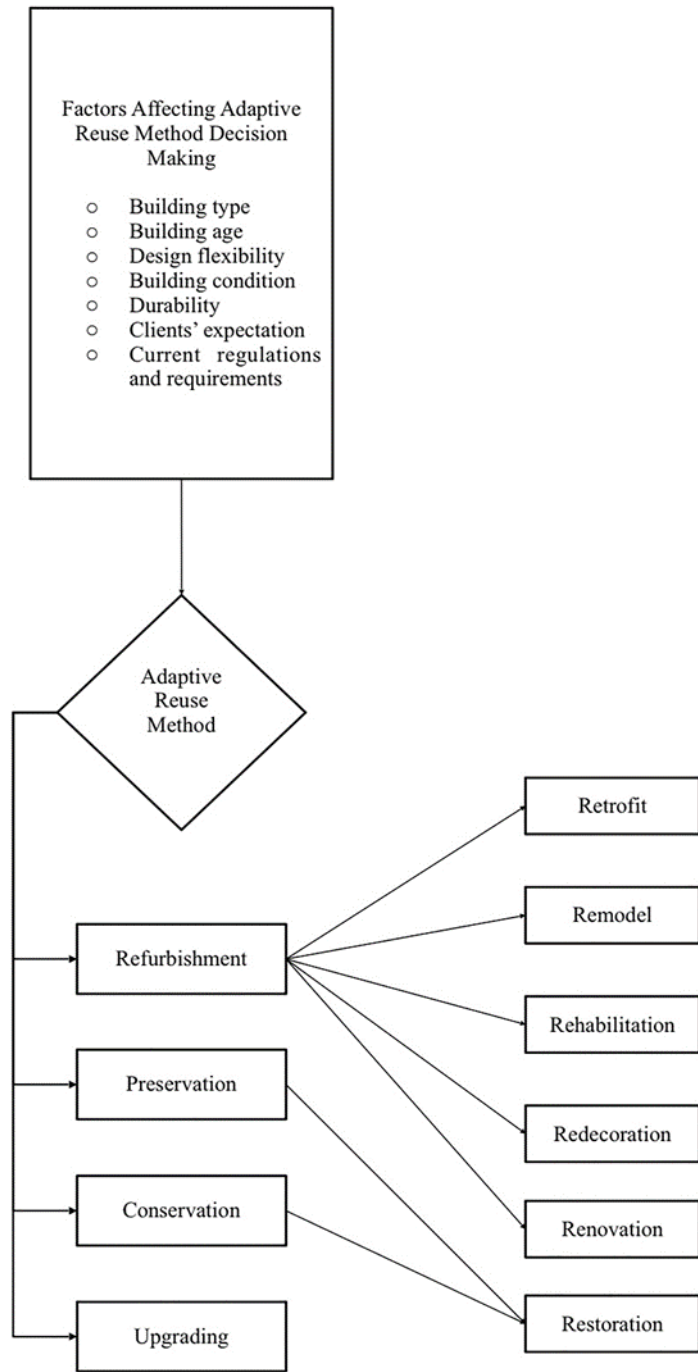 Factors Affecting Adaptive
Reuse Method Decision
Making
o Building type
o Building age
o Design flexibility
o Building condition
o Durability
o Clients’ expectation
o Current regulations
and requirements
Adaptive
Reuse
Method
Refurbishment
Preservation
Conservation
Upgrading
Retrofit
Remodel
Rehabilitation
Redecoration
Renovation
Restoration